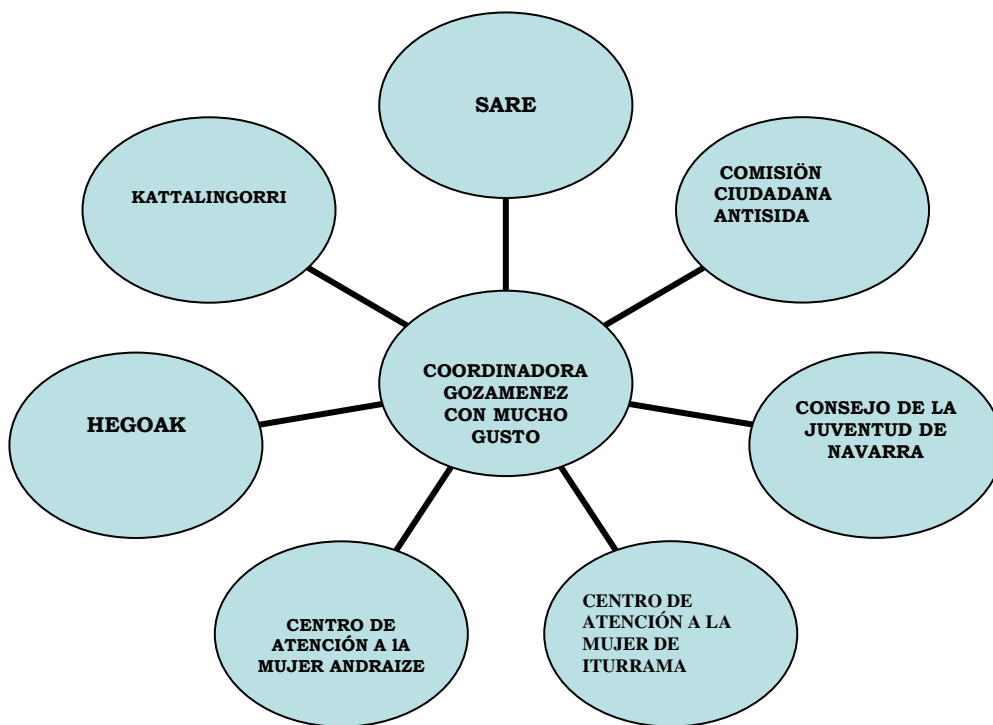 SARE
KATTALINGORRI
COMISIÖN
CIUDADANA
ANTISIDA
COORDINADORA
GOZAMENEZ
CON MUCHO
GUSTO
HEGOAK
CONSEJO DE LA
JUVENTUD DE
NAVARRA
CENTRO DE
ATENCIÓN A lA
MUJER ANDRAIZE
CENTRO DE
ATENCIÓN A LA
MUJER DE
ITURRAMA